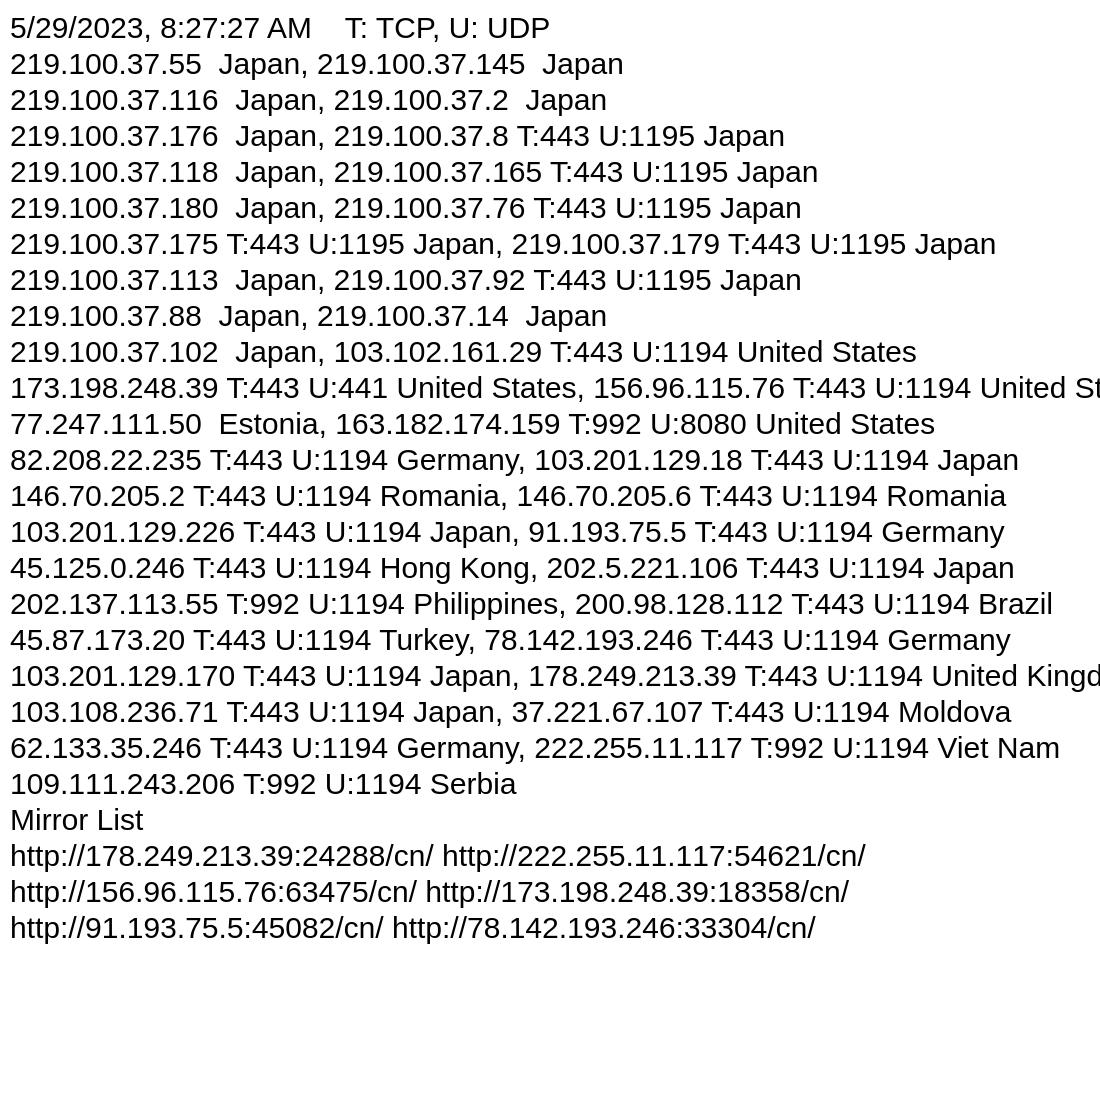 5/29/2023, 8:27:27 AM    T: TCP, U: UDP
219.100.37.55  Japan, 219.100.37.145  Japan
219.100.37.116  Japan, 219.100.37.2  Japan
219.100.37.176  Japan, 219.100.37.8 T:443 U:1195 Japan
219.100.37.118  Japan, 219.100.37.165 T:443 U:1195 Japan
219.100.37.180  Japan, 219.100.37.76 T:443 U:1195 Japan
219.100.37.175 T:443 U:1195 Japan, 219.100.37.179 T:443 U:1195 Japan
219.100.37.113  Japan, 219.100.37.92 T:443 U:1195 Japan
219.100.37.88  Japan, 219.100.37.14  Japan
219.100.37.102  Japan, 103.102.161.29 T:443 U:1194 United States
173.198.248.39 T:443 U:441 United States, 156.96.115.76 T:443 U:1194 United St
77.247.111.50  Estonia, 163.182.174.159 T:992 U:8080 United States
82.208.22.235 T:443 U:1194 Germany, 103.201.129.18 T:443 U:1194 Japan
146.70.205.2 T:443 U:1194 Romania, 146.70.205.6 T:443 U:1194 Romania
103.201.129.226 T:443 U:1194 Japan, 91.193.75.5 T:443 U:1194 Germany
45.125.0.246 T:443 U:1194 Hong Kong, 202.5.221.106 T:443 U:1194 Japan
202.137.113.55 T:992 U:1194 Philippines, 200.98.128.112 T:443 U:1194 Brazil
45.87.173.20 T:443 U:1194 Turkey, 78.142.193.246 T:443 U:1194 Germany
103.201.129.170 T:443 U:1194 Japan, 178.249.213.39 T:443 U:1194 United Kingd
103.108.236.71 T:443 U:1194 Japan, 37.221.67.107 T:443 U:1194 Moldova
62.133.35.246 T:443 U:1194 Germany, 222.255.11.117 T:992 U:1194 Viet Nam
109.111.243.206 T:992 U:1194 Serbia
Mirror List
http://178.249.213.39:24288/cn/ http://222.255.11.117:54621/cn/
http://156.96.115.76:63475/cn/ http://173.198.248.39:18358/cn/
http://91.193.75.5:45082/cn/ http://78.142.193.246:33304/cn/